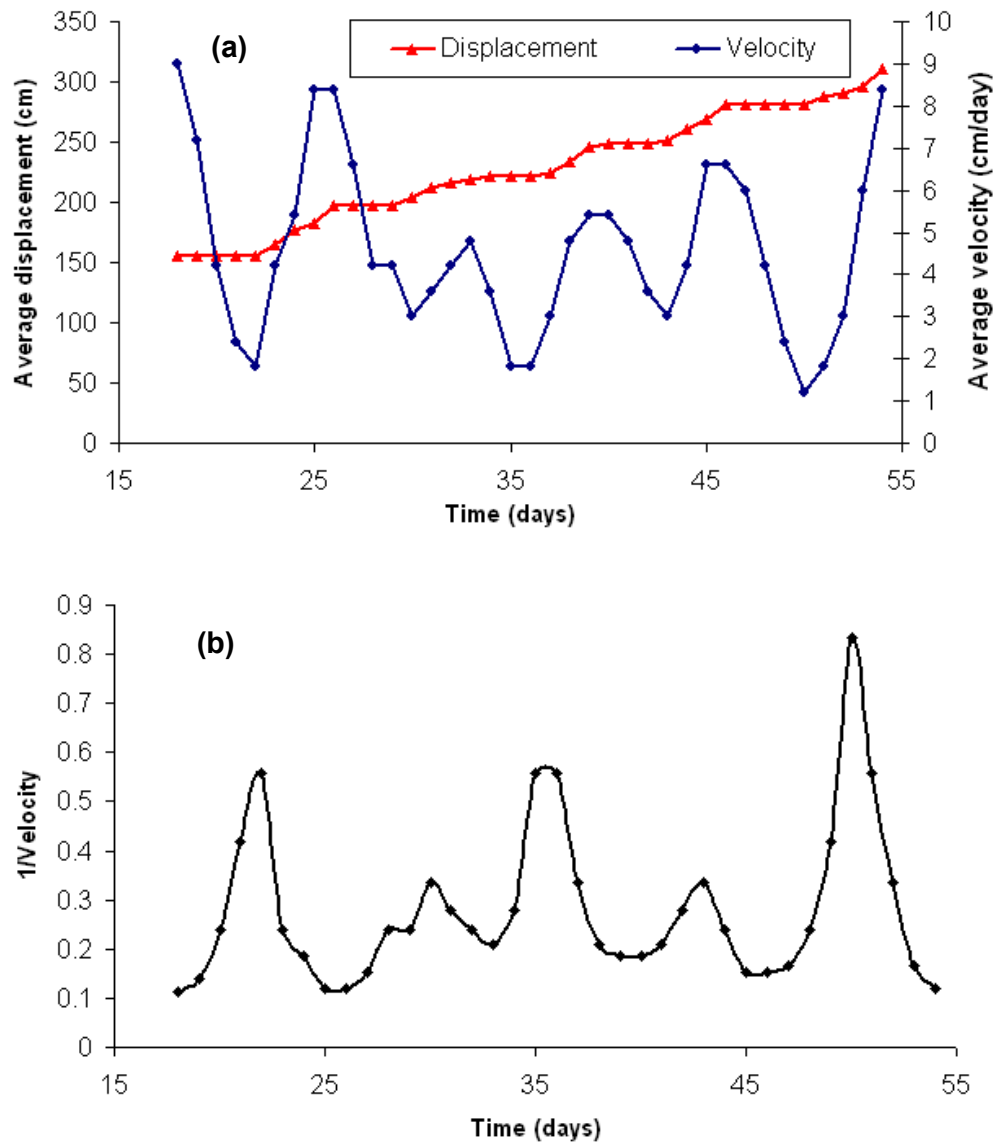 (a)
Displacement
Velocity
Average displacement (cm)
350
300
250
200
150
100
50
0
Average velocity (cm/day)
10
9
8
7
6
5
4
3
2
1
0
15 25 35 45 55
Time (days)
(b)
1/Velocity
0.9
0.8
0.7
0.6
0.5
0.4
0.3
0.2
0.1
0
15 25 35 45 55
Time (days)